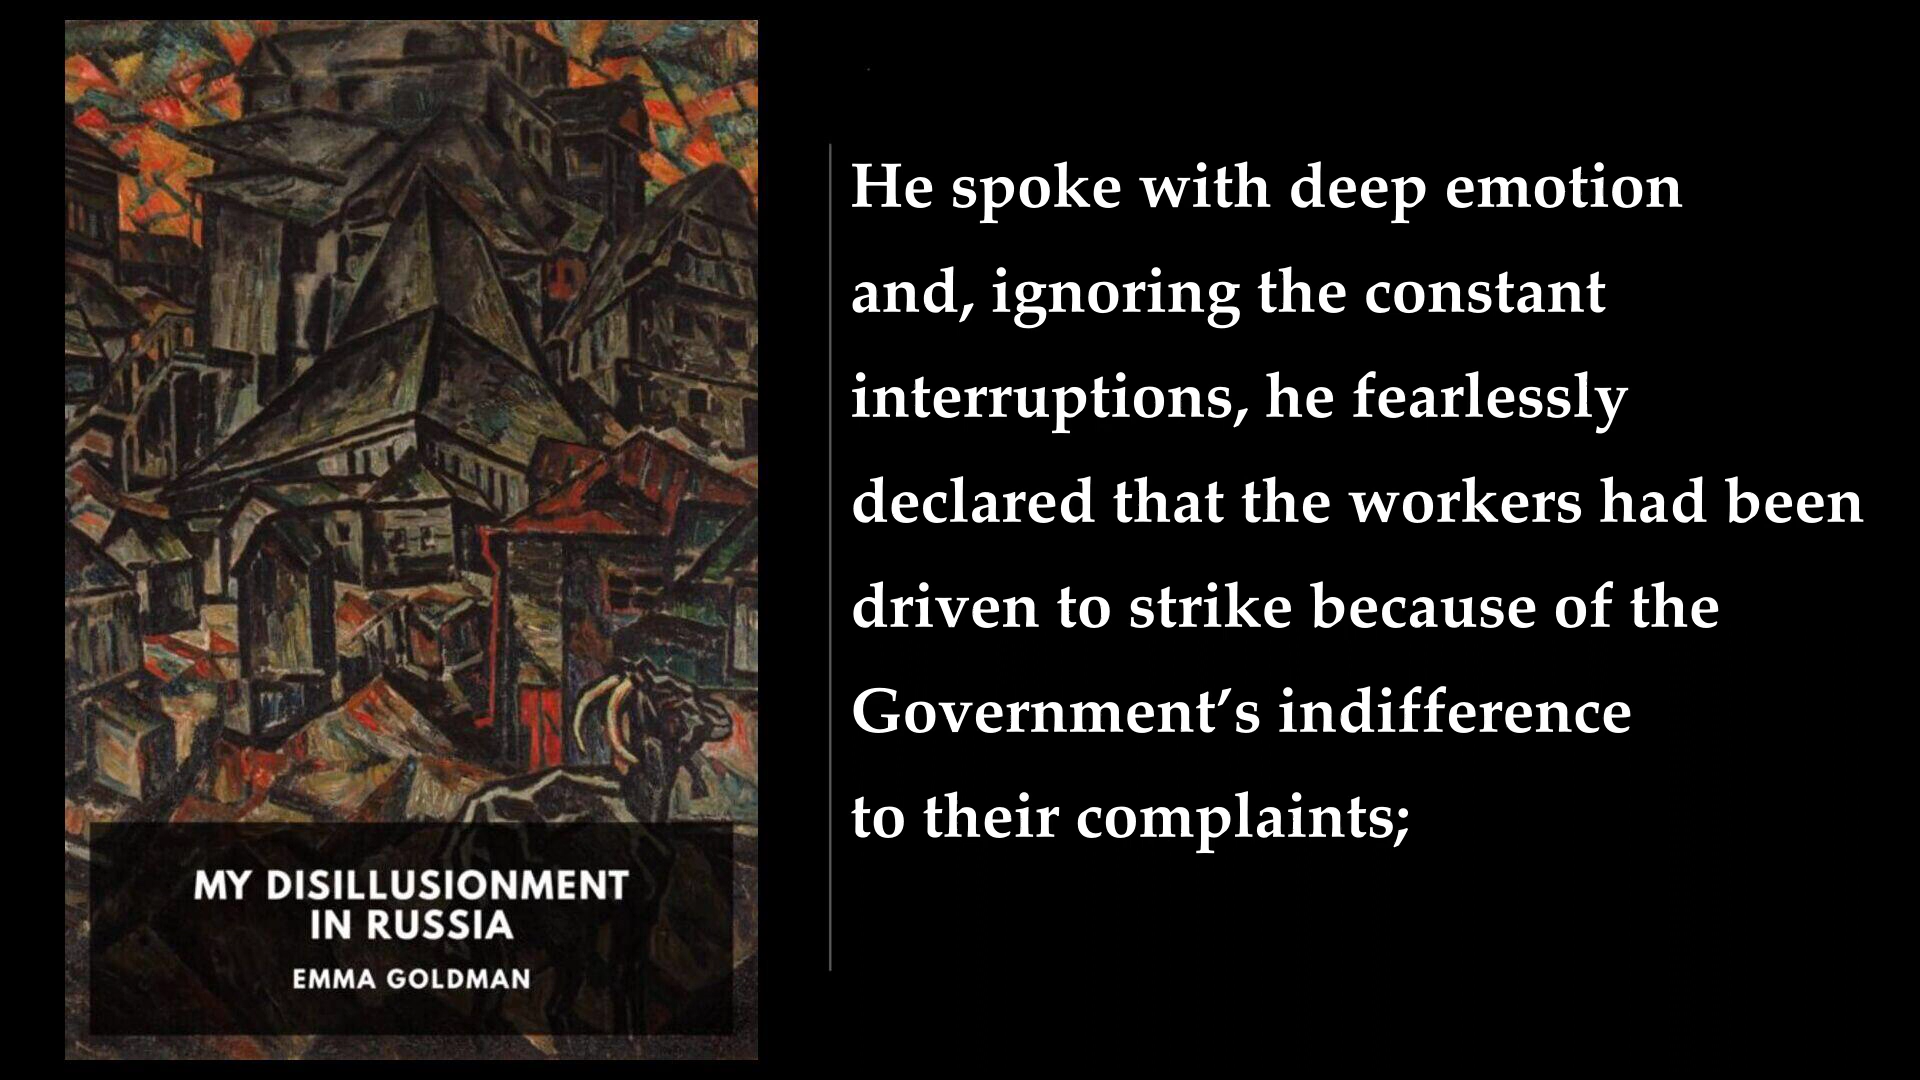 He spoke with deep emotion
and, ignoring the constant
interruptions, he fearlessly
declared that the workers had been
driven to strike because of the
Government’s indifference
to their complaints;
MY DISILLUSIONMENT
IN RUSSIA
EMMA GOLDMAN